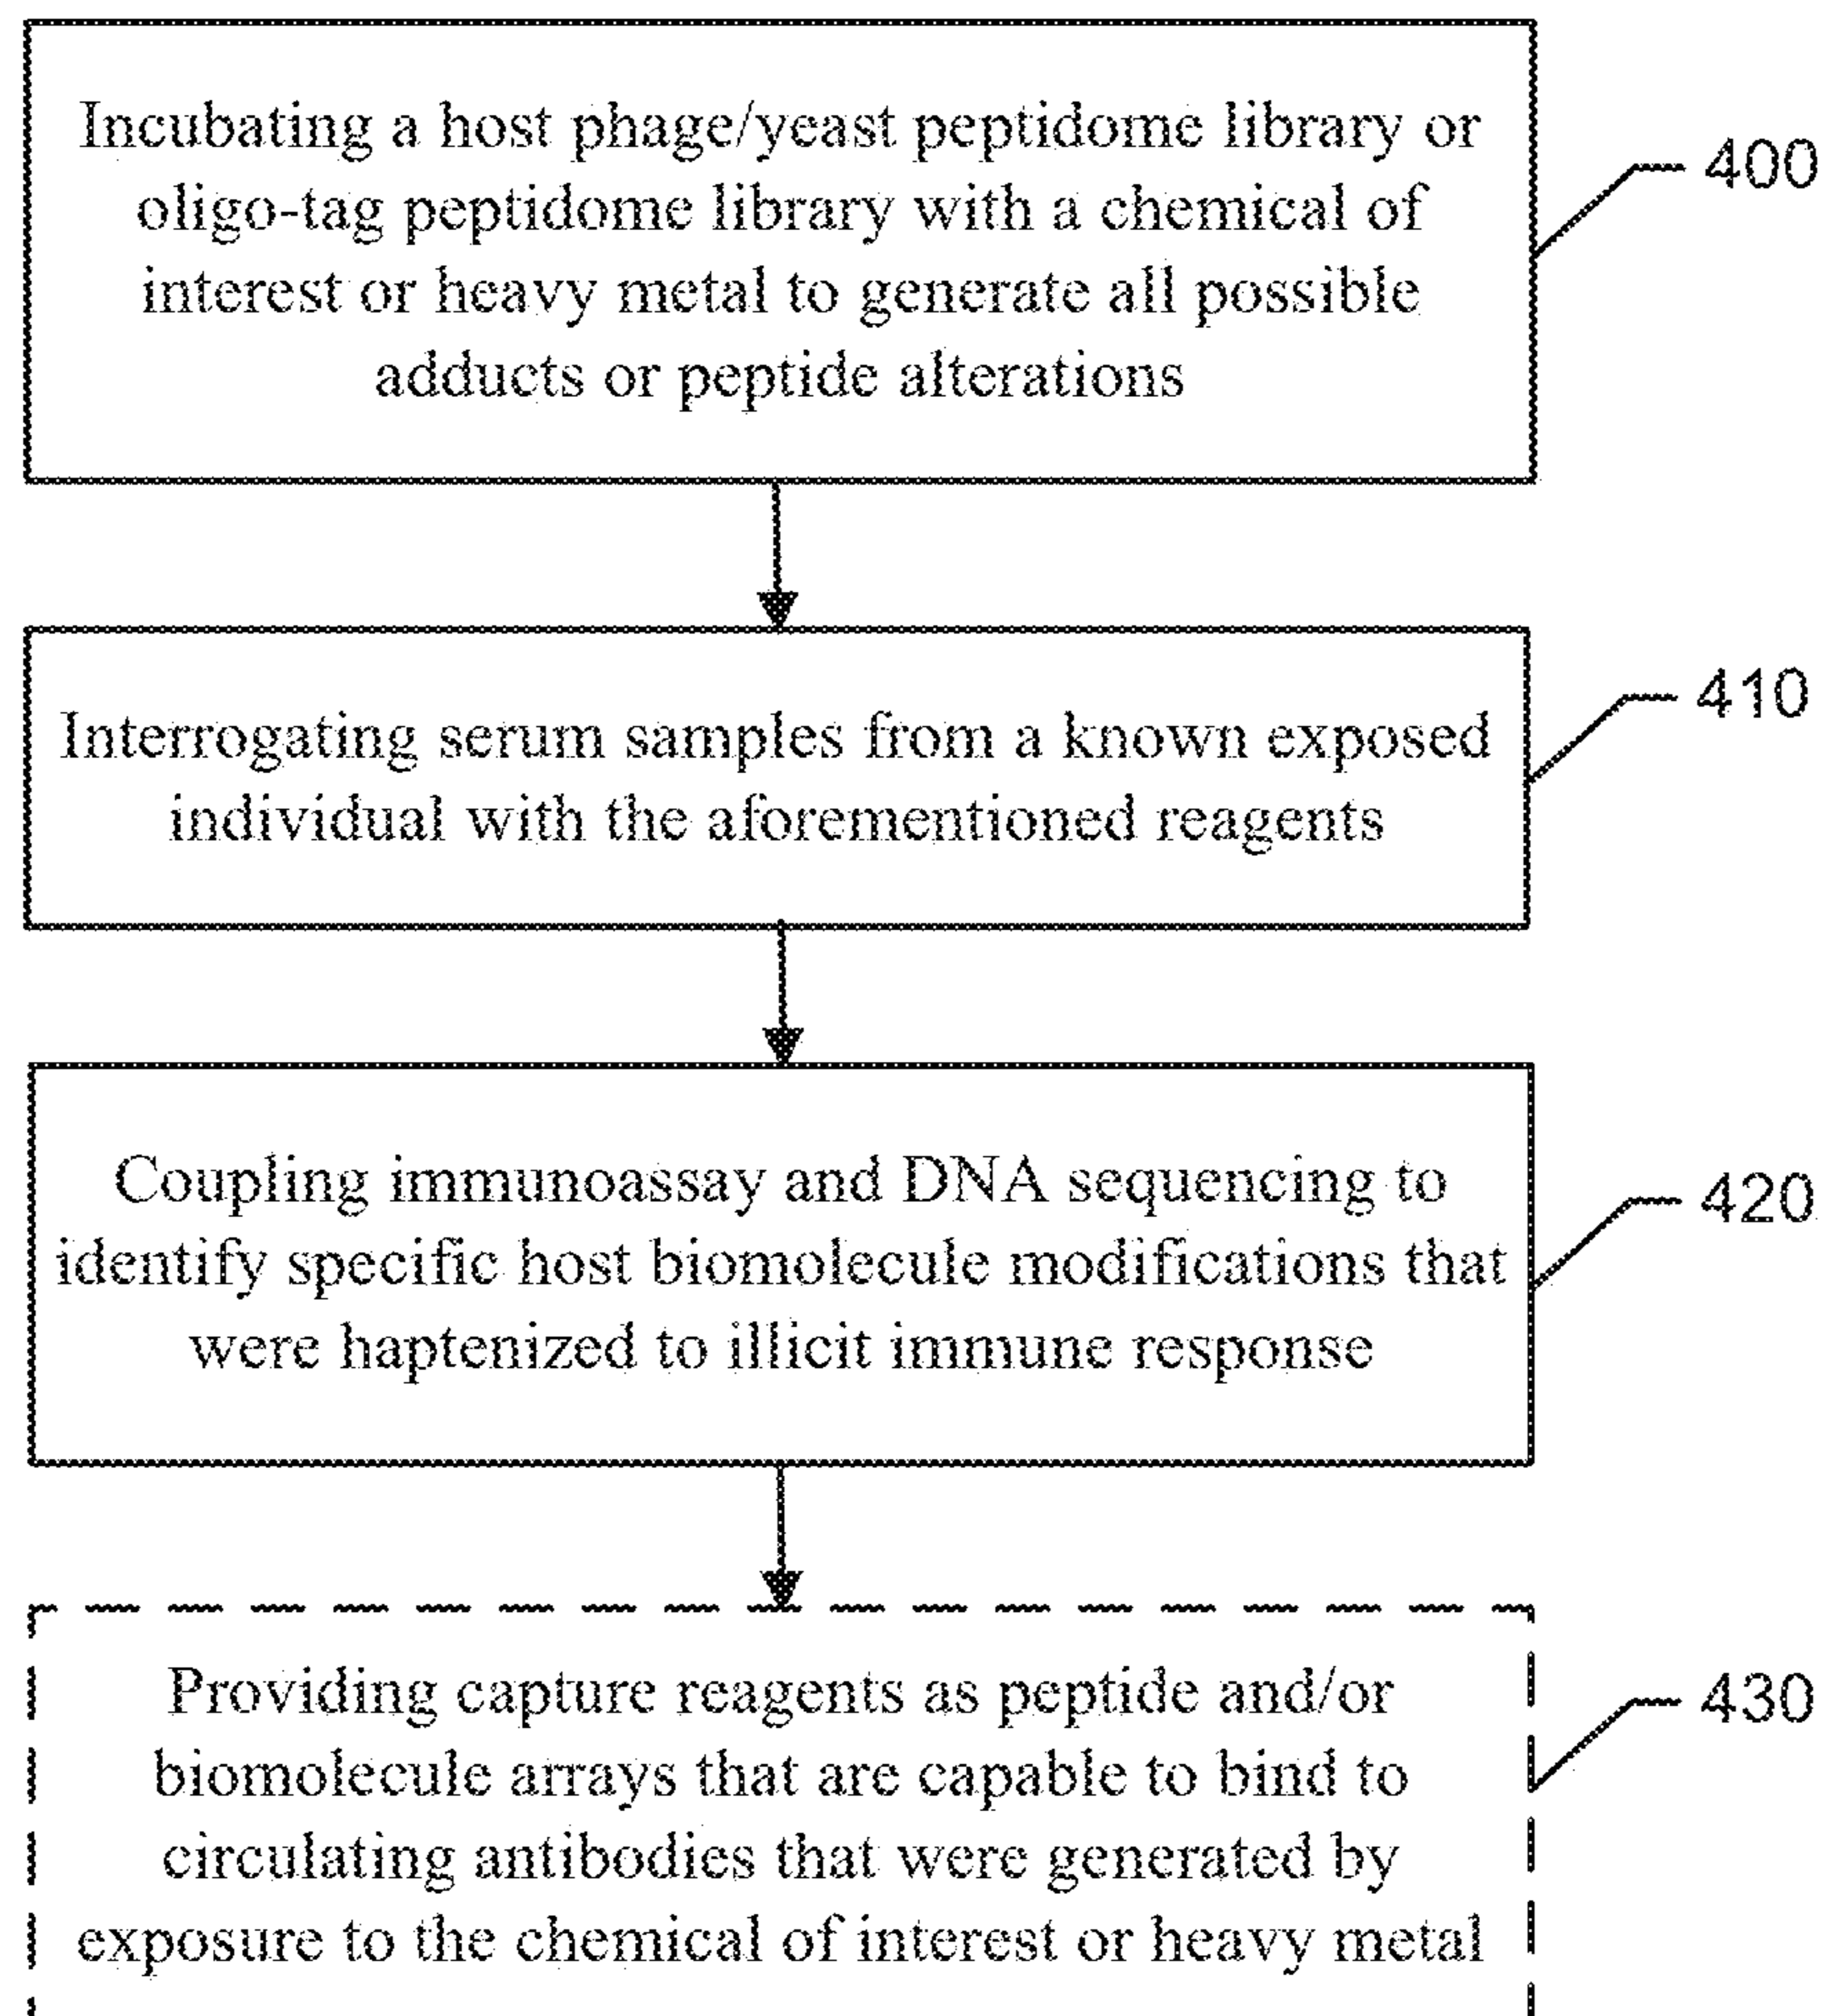 Incubating a host phage/yeast peptidome library or
oligo-tag peptidome library with a chemical of
interest or heavy metal to generate all possible
adducts or peptide alterations
400
Interrogating serum samples from a known exposed
individual with the aforementioned reagents
410
Coupling immunoassay and DNA sequencing to
identify specific host biomolecule modifications that
were haptenized to illicit immune response
420
Providing capture reagents as peptide and/or
biomolecule arrays that are capable to bind to
circulating antibodies that were generated by
exposure to the chemical of interest or heavy metal
430